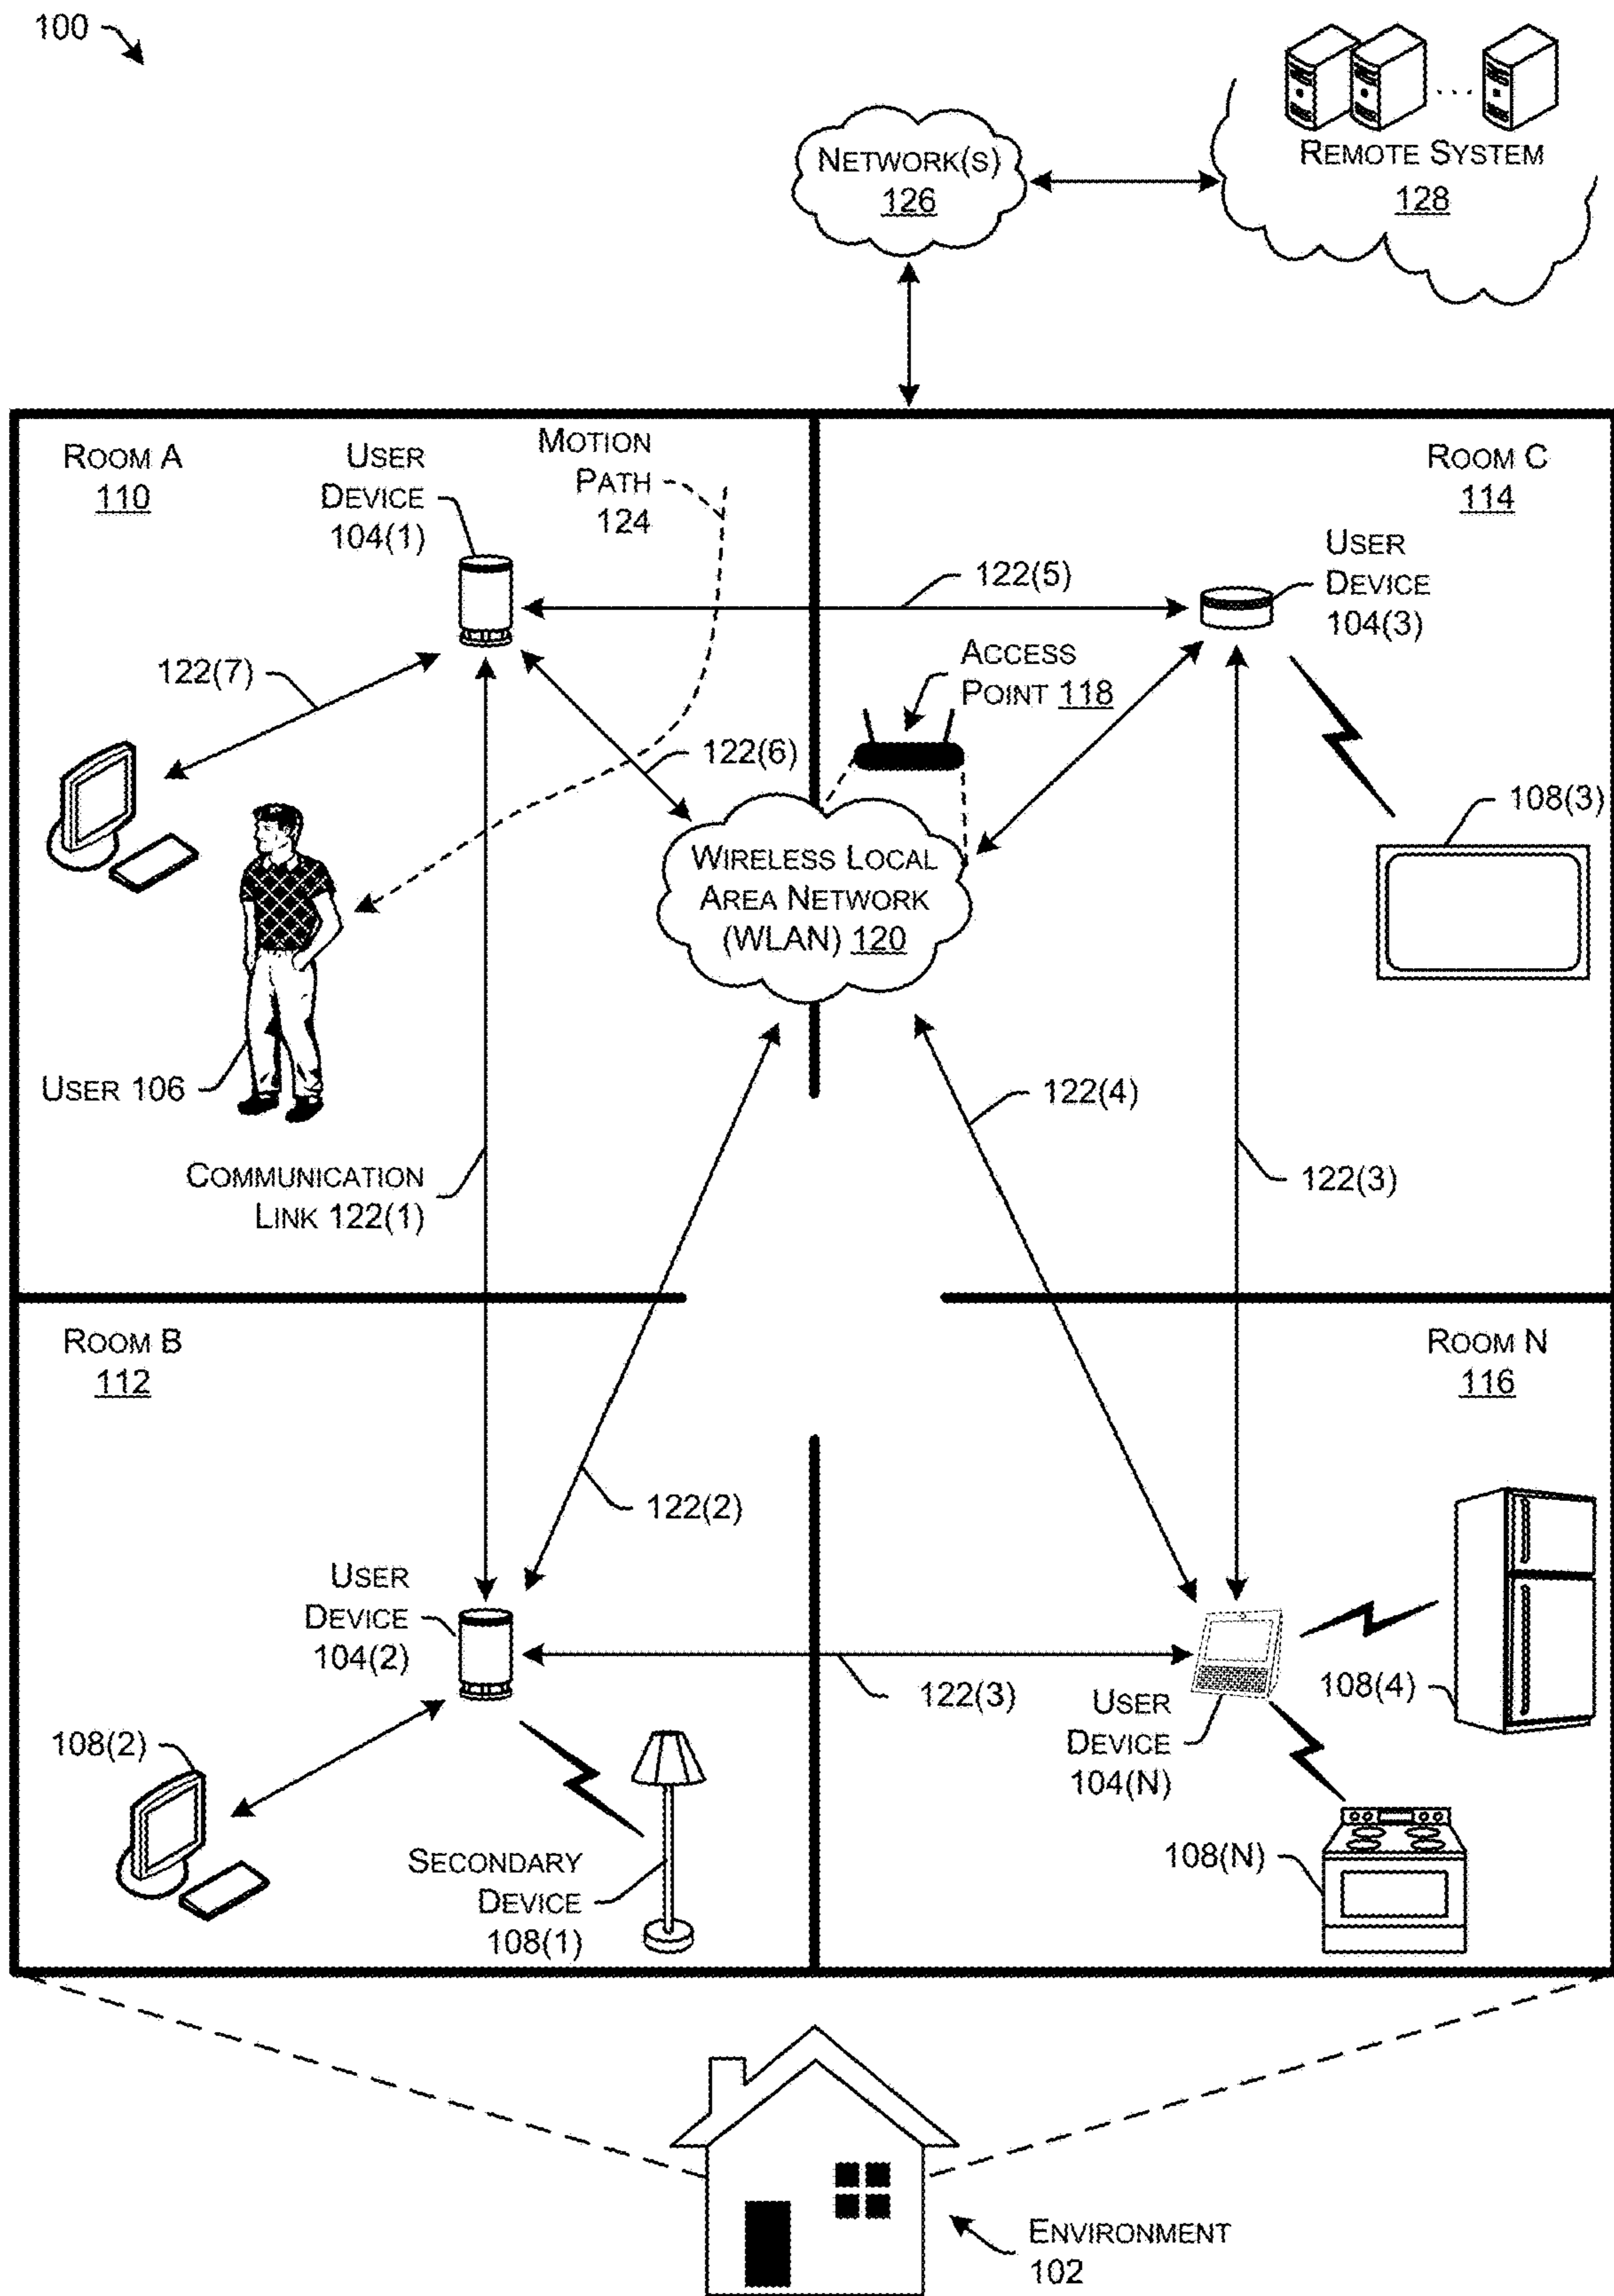 100
NETWORK(S)
126
REMOTE SYSTEM
128
ROOM A
110
USER
DEVICE
104(1)
MOTION
PATH
124
ROOM C
114
USER
DEVICE
104(3)
122(5)
122(7)
ACCESS
POINT 118
122(6)
108(3)
WIRELESS LOCAL
AREA NETWORK
(WLAN) 120
USER 106
122(4)
COMMUNICATION
LINK 122(1)
122(3)
ROOM B
112
ROOM N
116
122(2)
USER
DEVICE
104(2)
122(3)
USER
DEVICE
104(N)
108(4)
108(2)
SECONDARY
DEVICE
108(1)
108(N)
ENVIRONMENT
102